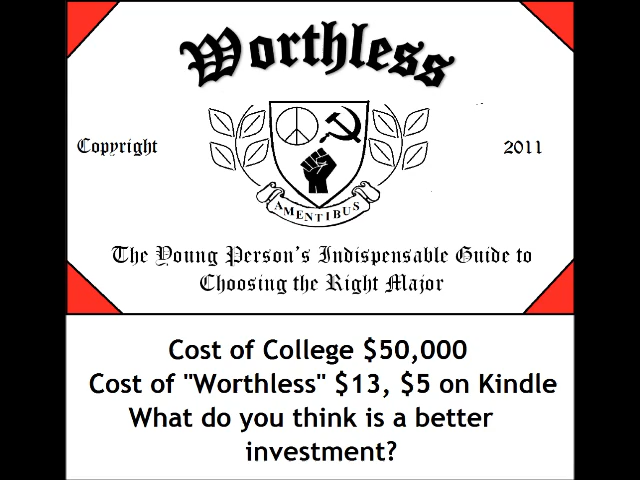 Worthless
Copyright 2011
AMENTIBUS
The Young Person's Indispensable Guide to
Choosing the Right Major
Cost of College $50,000
Cost of "Worthless" $13, $5 on Kindle
What do you think is a better
investment?